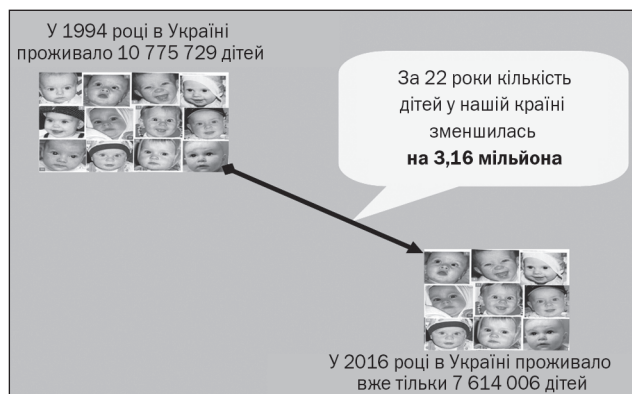 У 1994 році в Україні
проживало 10 775 729 дітей
За 22 роки кількість
дітей у нашій країні
зменшилась
на 3,16 мільйона
У 2016 році в Україні проживало
вже тільки 7 614 006 дітей